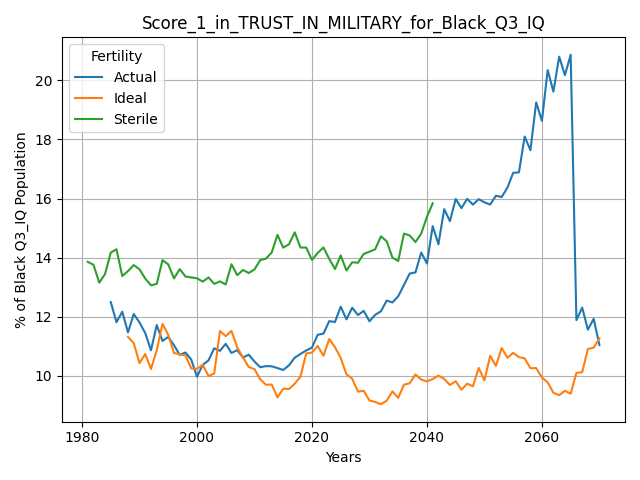 Score_1_in_TRUST_IN_MILITARY_for_Black_Q3_IQ
Fertility
Actual
Ideal
Sterile
% of Black Q3_IQ Population
20
18
16
14
12
10
1980
2000
2020
2040
2060
Years